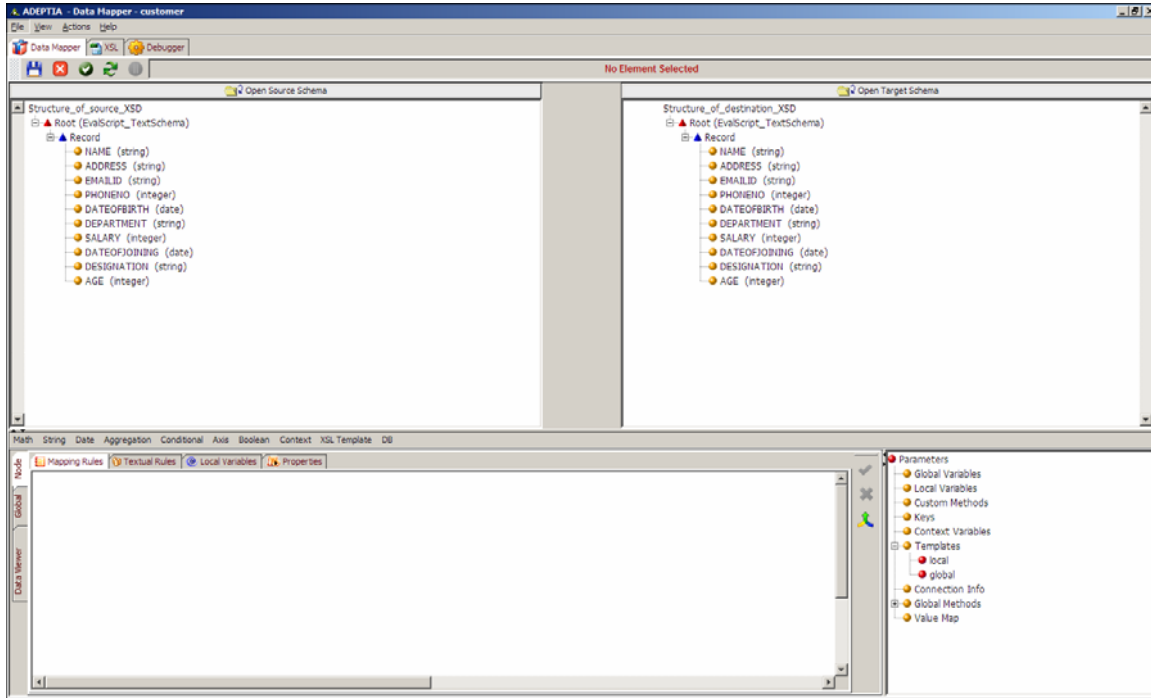 ADEPTIA - Data Mapper - customer
File View Actions Help
Data Mapper XSL Debugger
No Element Selected
Open Source Schema
Structure_of_source_XSD
Root (EvalScript_TextSchema)
Record
NAME (string)
ADDRESS (string)
EMAILID (string)
PHONENO (integer)
DATEOFBIRTH (date)
DEPARTMENT (string)
SALARY (integer)
DATEOFJOINING (date)
DESIGNATION (string)
AGE (integer)
Open Target Schema
Structure_of_destination_XSD
Root (EvalScript_TextSchema)
Record
NAME (string)
ADDRESS (string)
EMAILID (string)
PHONENO (integer)
DATEOFBIRTH (date)
DEPARTMENT (string)
SALARY (integer)
DATEOFJOINING (date)
DESIGNATION (string)
AGE (integer)
Math String Date Aggregation Conditional Axis Boolean Context XSL Template DB
Node
Global
Data Viewer
Mapping Rules Textual Rules Local Variables Properties
Parameters
Global Variables
Local Variables
Custom Methods
Keys
Context Variables
Templates
local
global
Connection Info
Global Methods
Value Map